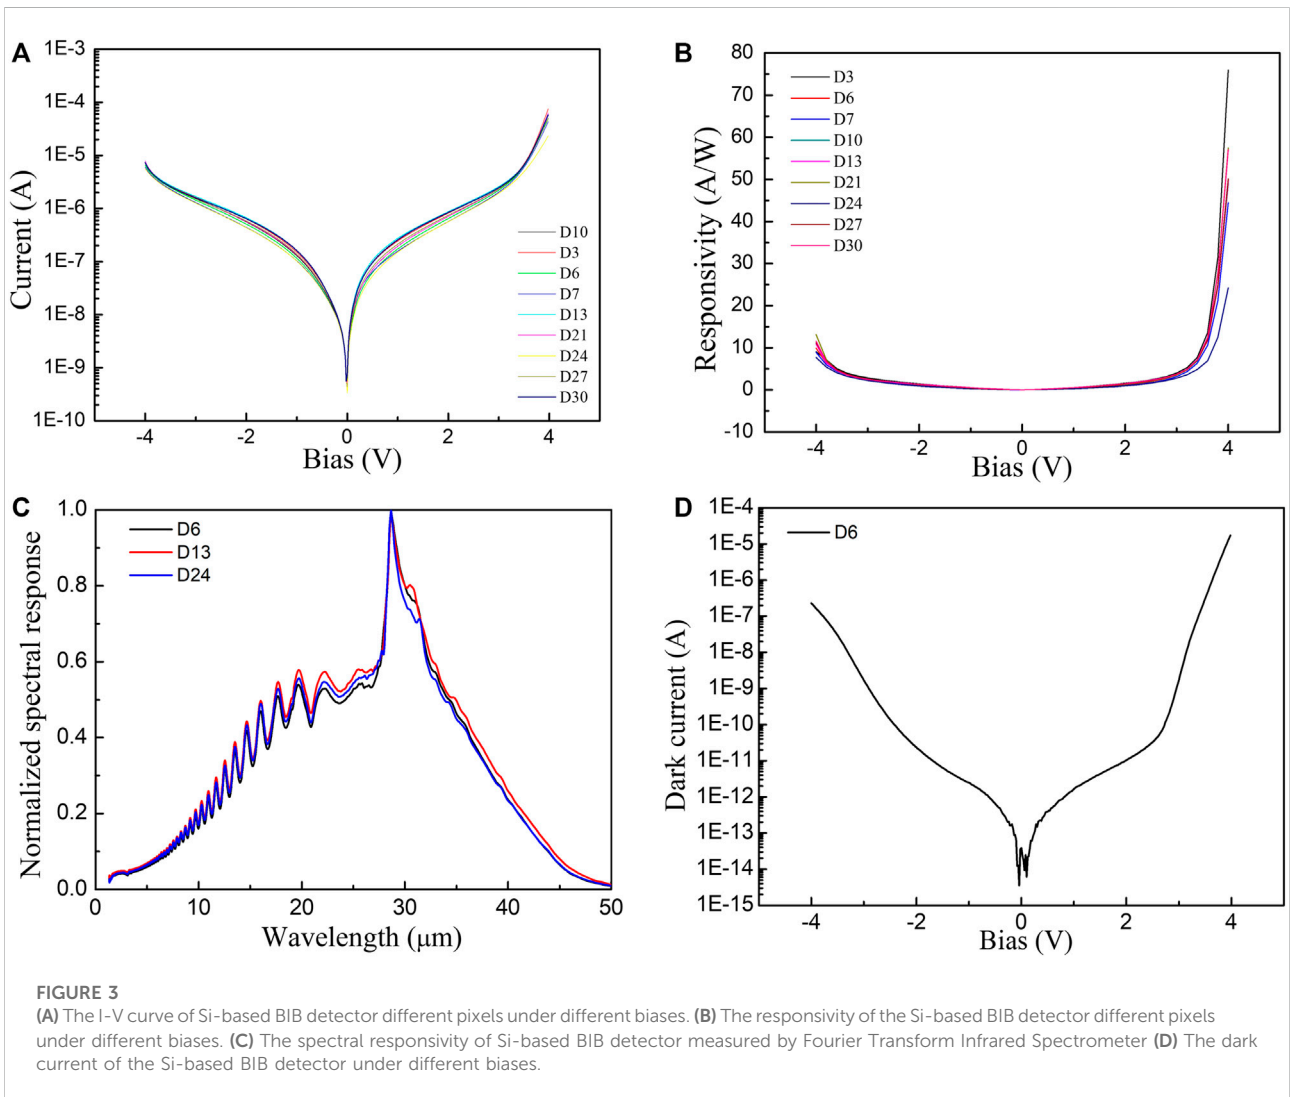 A
1E-3
1E-4
1E-5
1E-6
1E-7
1E-8
1E-9
1E-10
Current (A)
-4
-2
0
2
4
Bias (V)
D10
D3
D6
D7
D13
D21
D24
D27
D30
B
80
70
60
50
40
30
20
10
0
-10
Responsivity (A/W)
-4
-2
0
2
4
Bias (V)
D3
D6
D7
D10
D13
D21
D24
D27
D30
C
1.0
0.8
0.6
0.4
0.2
0.0
Normalized spectral response
0
10
20
30
40
50
Wavelength (μm)
D6
D13
D24
D
1E-4
1E-5
1E-6
1E-7
1E-8
1E-9
1E-10
1E-11
1E-12
1E-13
1E-14
1E-15
Dark current (A)
-4
-2
0
2
4
Bias (V)
D6
FIGURE 3
(A) The I-V curve of Si-based BIB detector different pixels under different biases. (B) The responsivity of the Si-based BIB detector different pixels
under different biases. (C) The spectral responsivity of Si-based BIB detector measured by Fourier Transform Infrared Spectrometer (D) The dark
current of the Si-based BIB detector under different biases.